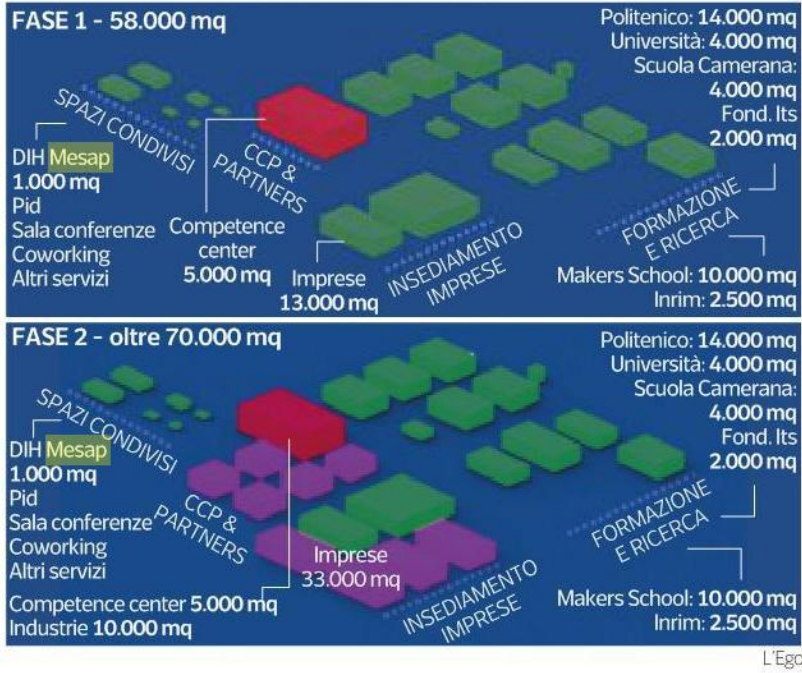 FASE 1 - 58.000 mq
Politenico: 14.000 mq
Università: 4.000 mq
Scuola Camerana:
4.000 mq
Fond. Its
2.000 mq
SPAZI CONDIVISI
DIH Mesap
1.000 mq
Pid
Sala conferenze
Coworking
Altri servizi
CCP &
PARTNERS
Competence
center
5.000 mq
Imprese
13.000 mq
INSEDIAMENTO
IMPRESE
FORMAZIONE
E RICERCA
Makers School: 10.000 mq
Inrim: 2.500 mq
FASE 2 - oltre 70.000 mq
Politenico: 14.000 mq
Università: 4.000 mq
Scuola Camerana:
4.000 mq
Fond. Its
2.000 mq
SPAZI CONDIVISI
DIH Mesap
1.000 mq
Pid
Sala conferenze
Coworking
Altri servizi
CCP &
PARTNERS
Competence center 5.000 mq
Industrie 10.000 mq
Imprese
33.000 mq
INSEDIAMENTO
IMPRESE
FORMAZIONE
E RICERCA
Makers School: 10.000 mq
Inrim: 2.500 mq
L'Ego